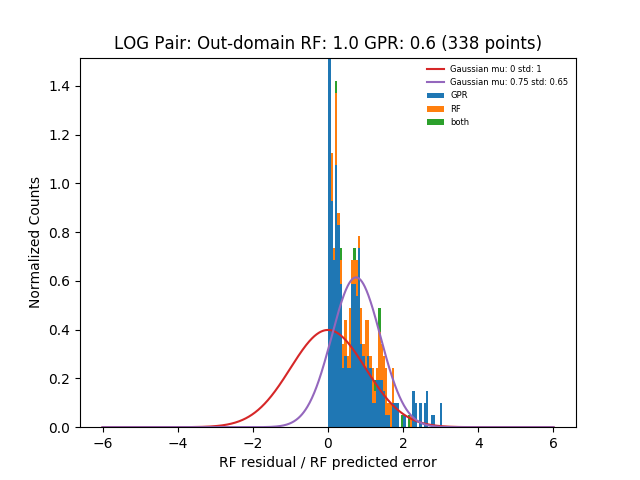 LOG Pair: Out-domain RF: 1.0 GPR: 0.6 (338 points)
Gaussian mu: 0 std: 1
Gaussian mu: 0.75 std: 0.65
GPR
RF
both
Normalized Counts
1.4
1.2
1.0
0.8
0.6
0.4
0.2
0.0
−6 −4 −2 0 2 4 6
RF residual / RF predicted error